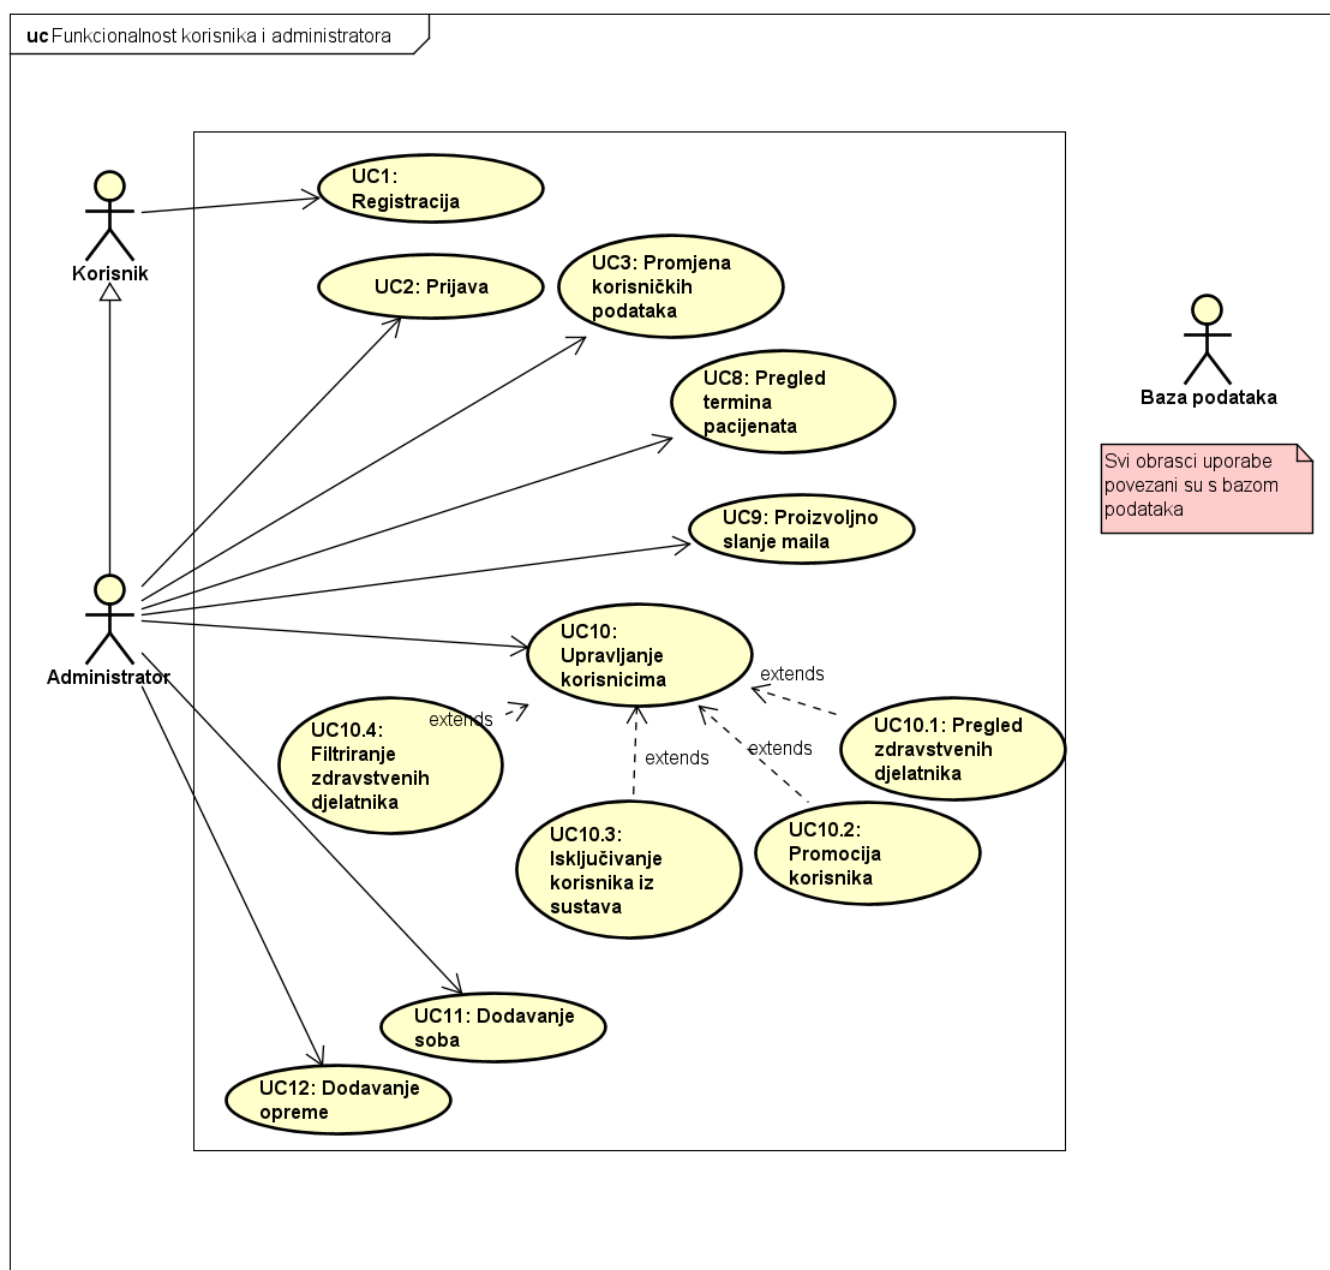 uc Funkcionalnost korisnika i administratora
UC1:
Registracija
Korisnik
UC2: Prijava
UC3: Promjena
korisničkih
podataka
UC8: Pregled
termina
pacijenata
Baza podataka
Svi obrasci uporabe
povezani su s bazom
podataka
UC9: Proizvoljno
slanje maila
Administrator
UC10:
Upravljanje
korisnicima
extends
extends
extends
extends
UC10.4:
Filtriranje
zdravstvenih
djelatnika
UC10.1: Pregled
zdravstvenih
djelatnika
UC10.3:
Isključivanje
korisnika iz
sustava
UC10.2:
Promocija
korisnika
UC11: Dodavanje
soba
UC12: Dodavanje
opreme